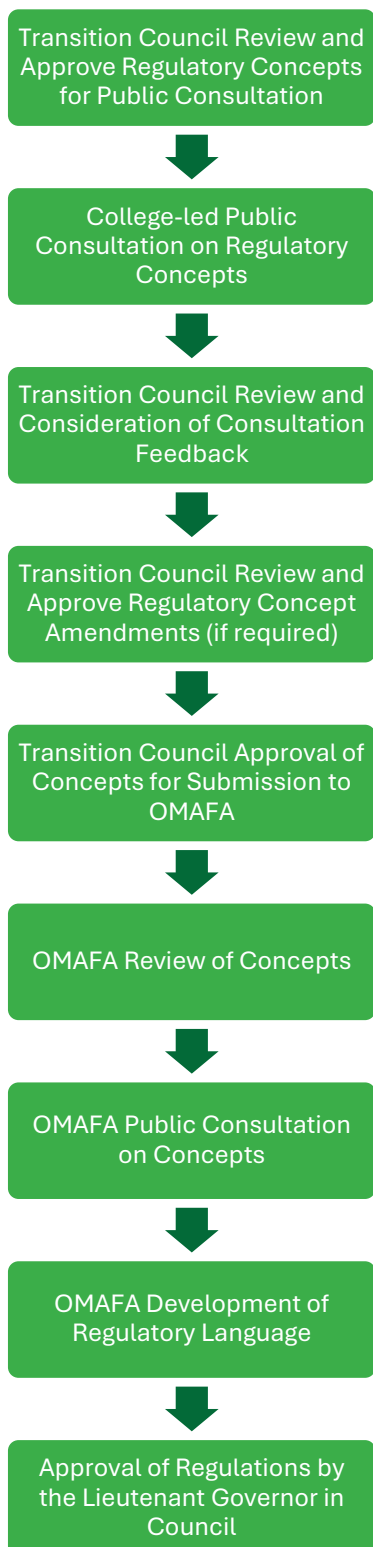 Transition Council Review and
Approve Regulatory Concepts
for Public Consultation
College-led Public
Consultation on Regulatory
Concepts
Transition Council Review and
Consideration of Consultation
Feedback
Transition Council Review and
Approve Regulatory Concept
Amendments (if required)
Transition Council Approval of
Concepts for Submission to
OMAFA
OMAFA Review of Concepts
OMAFA Public Consultation
on Concepts
OMAFA Development of
Regulatory Language
Approval of Regulations by
the Lieutenant Governor in
Council